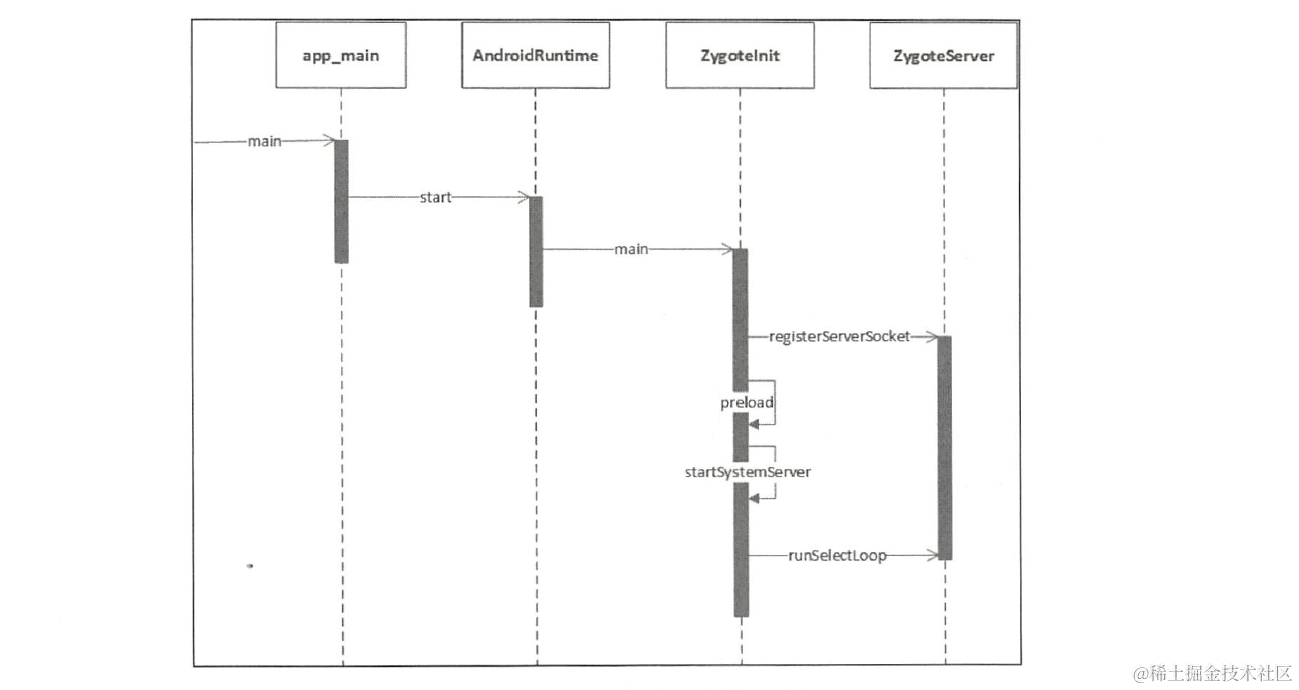 app_main
AndroidRuntime
ZygoteInit
ZygoteServer
main
start
main
registerServerSocket
preload
startSystemServer
runSelectLoop
@稀土掘金技术社区